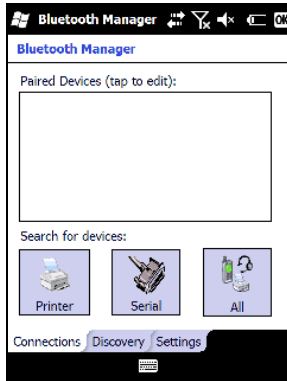 Bluetooth Manager OK
Bluetooth Manager
Paired Devices (tap to edit):
Search for devices:
Printer Serial All
Connections Discovery Settings